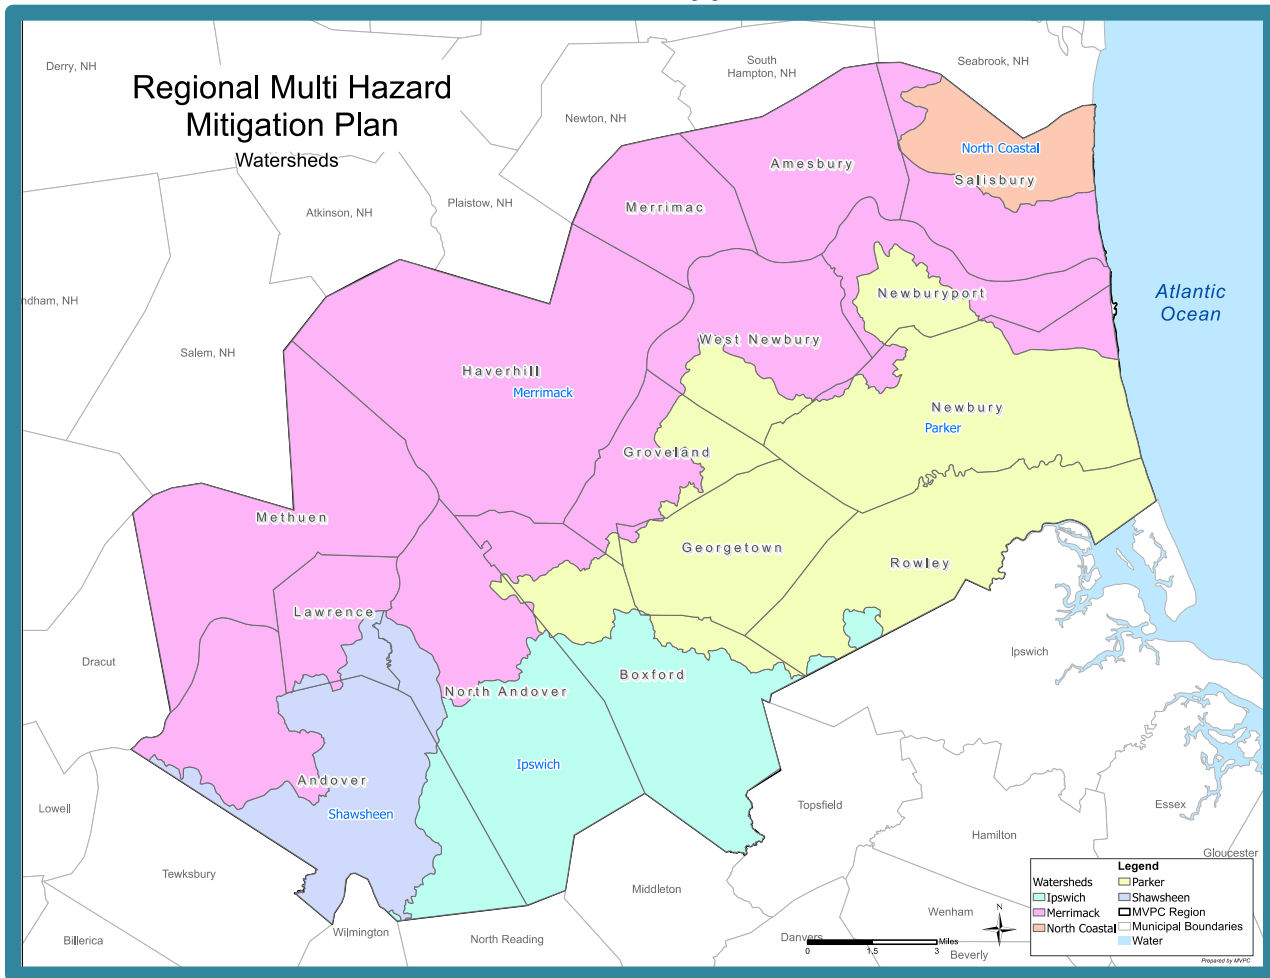 Derry, NH
South
Hampton, NH
Seabrook, NH
Regional Multi Hazard
Mitigation Plan
Watersheds
Newton, NH
North Coastal
Amesbury
Salisbury
Atkinson, NH
Plaistow, NH
Merrimac
ndham, NH
Newburyport
Atlantic
Ocean
Salem, NH
West Newbury
Haverhill
Merrimack
Newbury
Parker
Groveland
Methuen
Georgetown
Rowley
Lawrence
Dracut
Ipswich
Boxford
North Andover
Ipswich
Andover
Shawsheen
Lowell
Topsfield
Essex
Hamilton
Gloucester
Tewksbury
Middleton
Wenham
Wilmington
Billerica
North Reading
Danvers
Beverly
N
Miles
0 1.5 3
Legend
Watersheds
Ipswich
Merrimack
North Coastal
Parker
Shawsheen
MVPC Region
Municipal Boundaries
Water
Prepared by MVPC